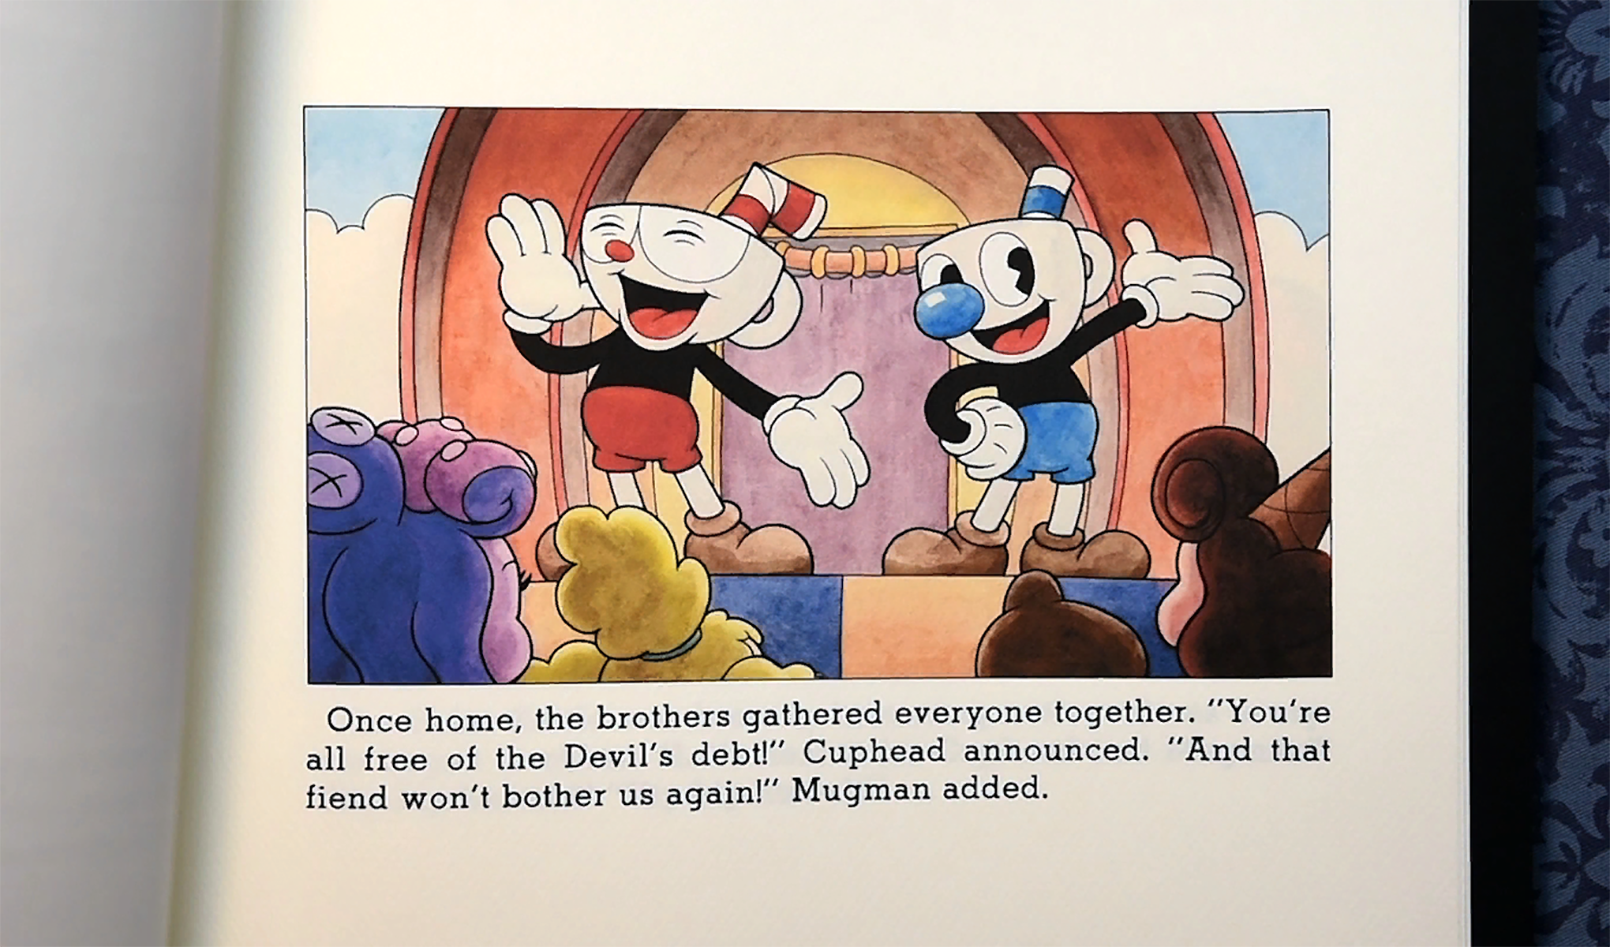 Once home, the brothers gathered everyone together. "You're
all free of the Devil's debt!" Cuphead announced. "And that
fiend won't bother us again!" Mugman added.